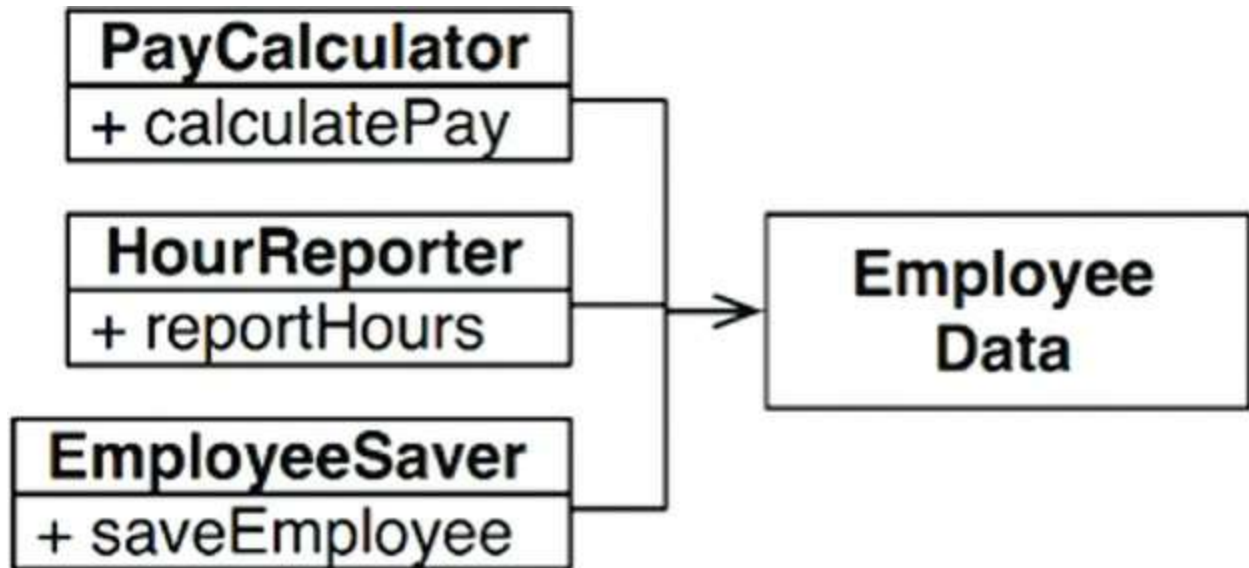 PayCalculator
+ calculatePay
HourReporter
+ reportHours
EmployeeSaver
+ saveEmployee
Employee
Data